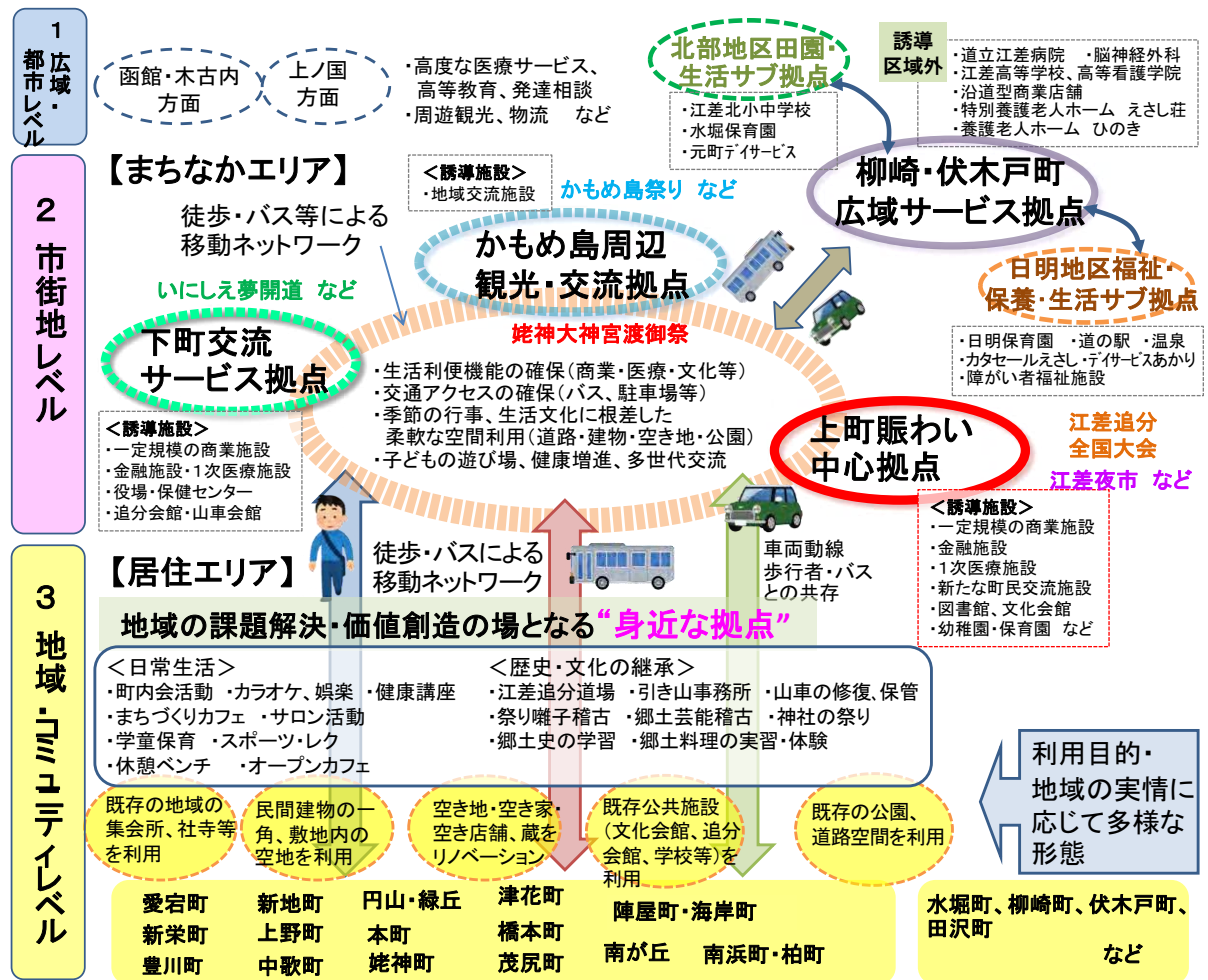 1 広域・都市レベル
函館・木古内
方面
上ノ国
方面
・高度な医療サービス、
高等教育、発達相談
・周遊観光、物流　など
北部地区田園・
生活サブ拠点
・江差北小中学校
・水堀保育園
・元町デイサービス
誘導
区域外
・道立江差病院　・脳神経外科
・江差高等学校、高等看護学院
・沿道型商業店舗
・特別養護老人ホーム　えさし荘
・養護老人ホーム　ひのき
2 市街地レベル
【まちなかエリア】
＜誘導施設＞
・地域交流施設
かもめ島祭り など
柳崎・伏木戸町
広域サービス拠点
徒歩・バス等による
移動ネットワーク
かもめ島周辺
観光・交流拠点
日明地区福祉・
保養・生活サブ拠点
・日明保育園　・道の駅　・温泉
・カタセールえさし・デイサービスあかり
・障がい者福祉施設
いにしえ夢開道 など
下町交流
サービス拠点
＜誘導施設＞
・一定規模の商業施設
・金融施設・1次医療施設
・役場・保健センター
・追分会館・山車会館
姥神大神宮渡御祭
・生活利便機能の確保（商業・医療・文化等）
・交通アクセスの確保（バス、駐車場等）
・季節の行事、生活文化に根差した
柔軟な空間利用（道路・建物・空き地・公園）
・子どもの遊び場、健康増進、多世代交流
上町賑わい
中心拠点
江差追分
全国大会
江差夜市 など
＜誘導施設＞
・一定規模の商業施設
・金融施設
・1次医療施設
・新たな町民交流施設
・図書館、文化会館
・幼稚園・保育園 など
3 地域・コミュニティレベル
【居住エリア】
徒歩・バスによる
移動ネットワーク
車両動線
歩行者・バス
との共存
地域の課題解決・価値創造の場となる“身近な拠点”
＜日常生活＞
・町内会活動　・カラオケ、娯楽　・健康講座
・まちづくりカフェ　・サロン活動
・学童保育　・スポーツ・レク
・休憩ベンチ　・オープンカフェ
＜歴史・文化の継承＞
・江差追分道場　・引き山事務所　・山車の修復、保管
・祭り囃子稽古　・郷土芸能稽古　・神社の祭り
・郷土史の学習　・郷土料理の実習・体験
利用目的・
地域の実情に
応じて多様な
形態
既存の地域の
集会所、社寺等
を利用
民間建物の一
角、敷地内の
空地を利用
空き地・空き家・
空き店舗、蔵を
リノベーション
既存公共施設
（文化会館、追分
会館、学校等）を
利用
既存の公園、
道路空間を利用
愛宕町　新地町　円山・緑丘　津花町　陣屋町・海岸町
新栄町　上野町　本町　橋本町
豊川町　中歌町　姥神町　茂尻町　南が丘　南浜町・柏町
水堀町、柳崎町、伏木戸町、
田沢町
など